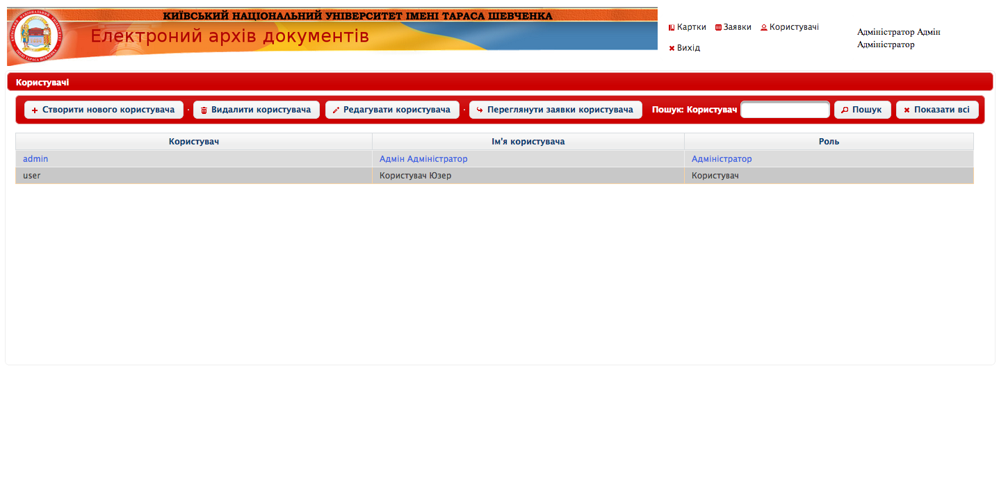 КИЇВСЬКИЙ НАЦІОНАЛЬНИЙ УНІВЕРСИТЕТ ІМЕНІ ТАРАСА ШЕВЧЕНКА
Електроний архів документів
Картки Заявки Користувачі
Вихід
Адміністратор Адмін
Адміністратор
Користувачі
Створити нового користувача · Видалити користувача Редагувати користувача · Переглянути заявки користувача Пошук: Користувач Пошук Показати всі
Користувач Ім'я користувача Роль
admin Адмін Адміністратор Адміністратор
user Користувач Юзер Користувач